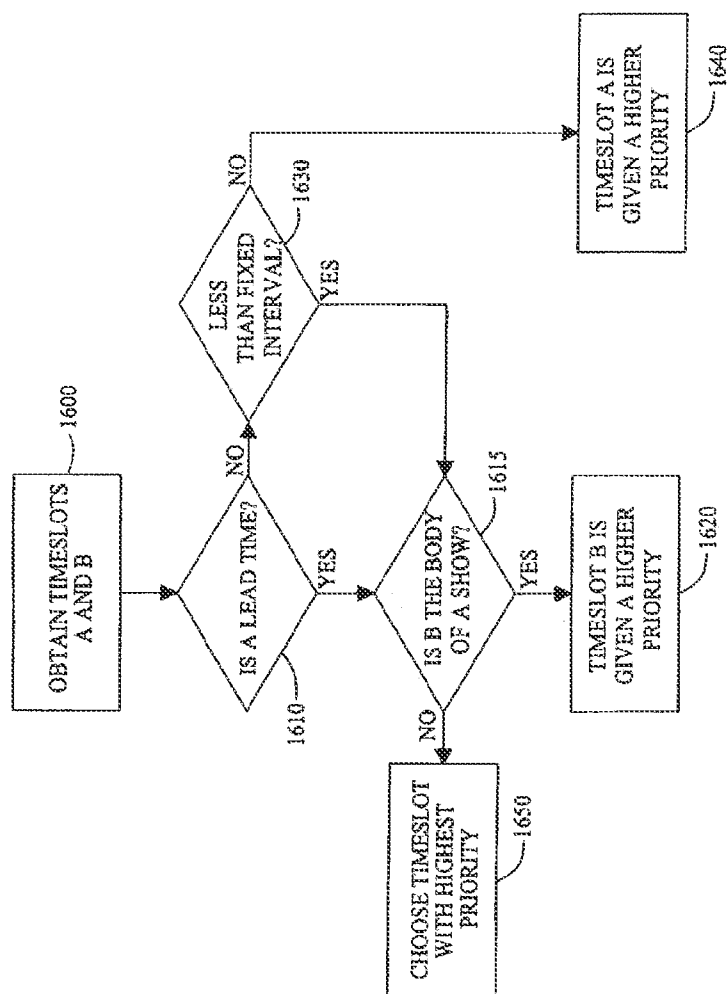 OBTAIN TIMESLOTS
A AND B
1600
IS A LEAD TIME?
1610
NO
YES
LESS
THAN FIXED
INTERVAL?
1630
NO
YES
IS B THE BODY
OF A SHOW?
1615
NO
YES
CHOOSE TIMESLOT
WITH HIGHEST
PRIORITY
1650
TIMESLOT B IS
GIVEN A HIGHER
PRIORITY
1620
TIMESLOT A IS
GIVEN A HIGHER
PRIORITY
1640